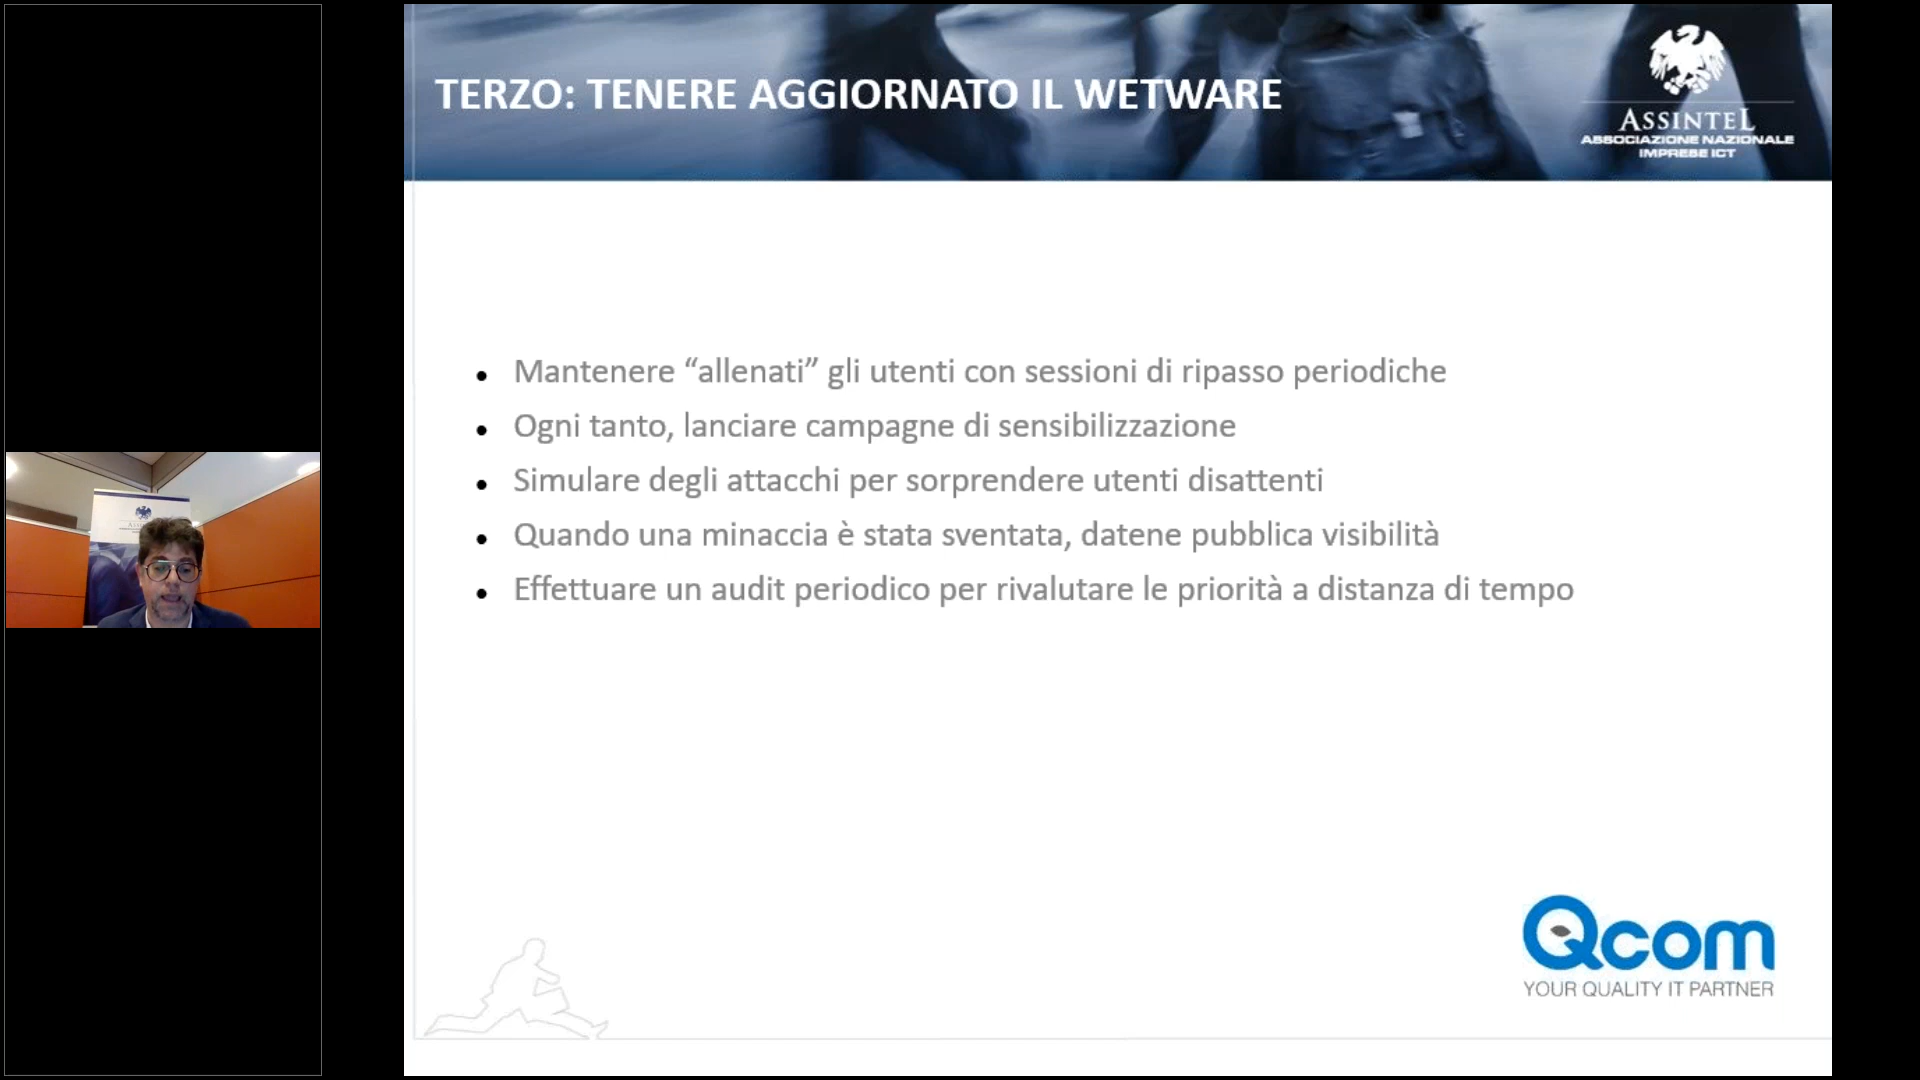 TERZO: TENERE AGGIORNATO IL WETWARE
ASSINTEL
ASSOCIAZIONE NAZIONALE
IMPRESE ICT
Mantenere “allenati” gli utenti con sessioni di ripasso periodiche
Ogni tanto, lanciare campagne di sensibilizzazione
Simulare degli attacchi per sorprendere utenti disattenti
Quando una minaccia è stata sventata, datene pubblica visibilità
Effettuare un audit periodico per rivalutare le priorità a distanza di tempo
Qcom
YOUR QUALITY IT PARTNER